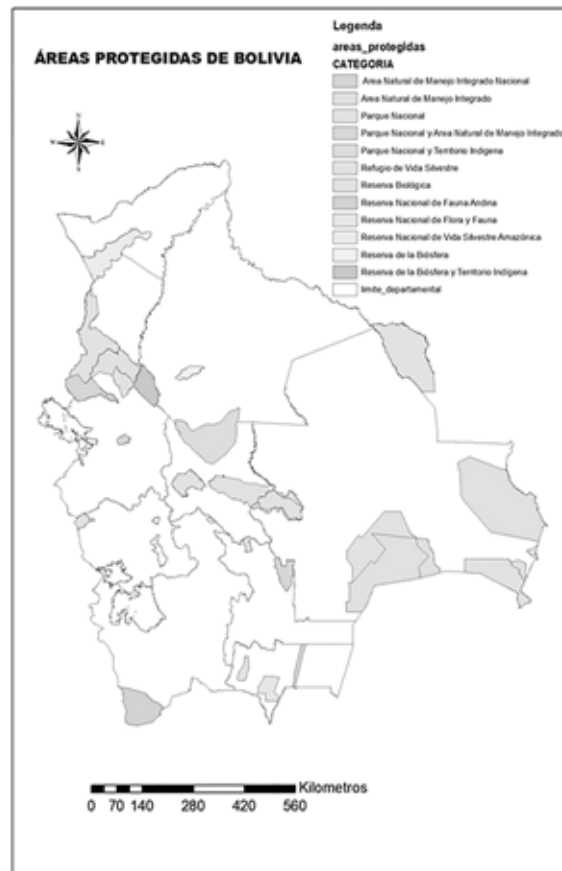 ÁREAS PROTEGIDAS DE BOLIVIA
Legenda
areas_protegidas
CATEGORIA
Area Natural de Manejo Integrado Nacional
Area Natural de Manejo Integrado
Parque Nacional
Parque Nacional y Area Natural de Manejo Integrado
Parque Nacional y Territorio Indigena
Refugio de Vida Silvestre
Reserva Biológica
Reserva Nacional de Fauna Andina
Reserva Nacional de Flora y Fauna
Reserva Nacional de Vida Silvestre Amazónica
Reserva de la Biósfera
Reserva de la Biósfera y Territorio Indígena
limite_departamental
N
W E
S
Kilometros
0 70 140 280 420 560